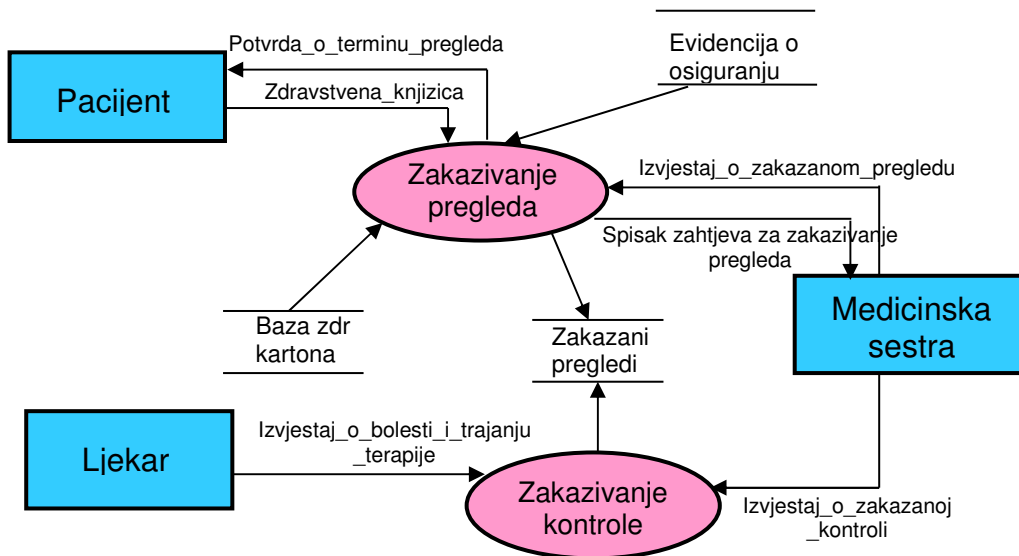 Potvrda_o_terminu_pregleda
Evidencija o
osiguranju
Pacijent
Zdravstvena_knjizica
Zakazivanje
pregleda
Izvjestaj_o_zakazanom_pregledu
Spisak zahtjeva za zakazivanje
pregleda
Medicinska
sestra
Baza zdr
kartona
Zakazani
pregledi
Ljekar
Izvjestaj_o_bolesti_i_trajanju
_terapije
Zakazivanje
kontrole
Izvjestaj_o_zakazanoj
_kontroli